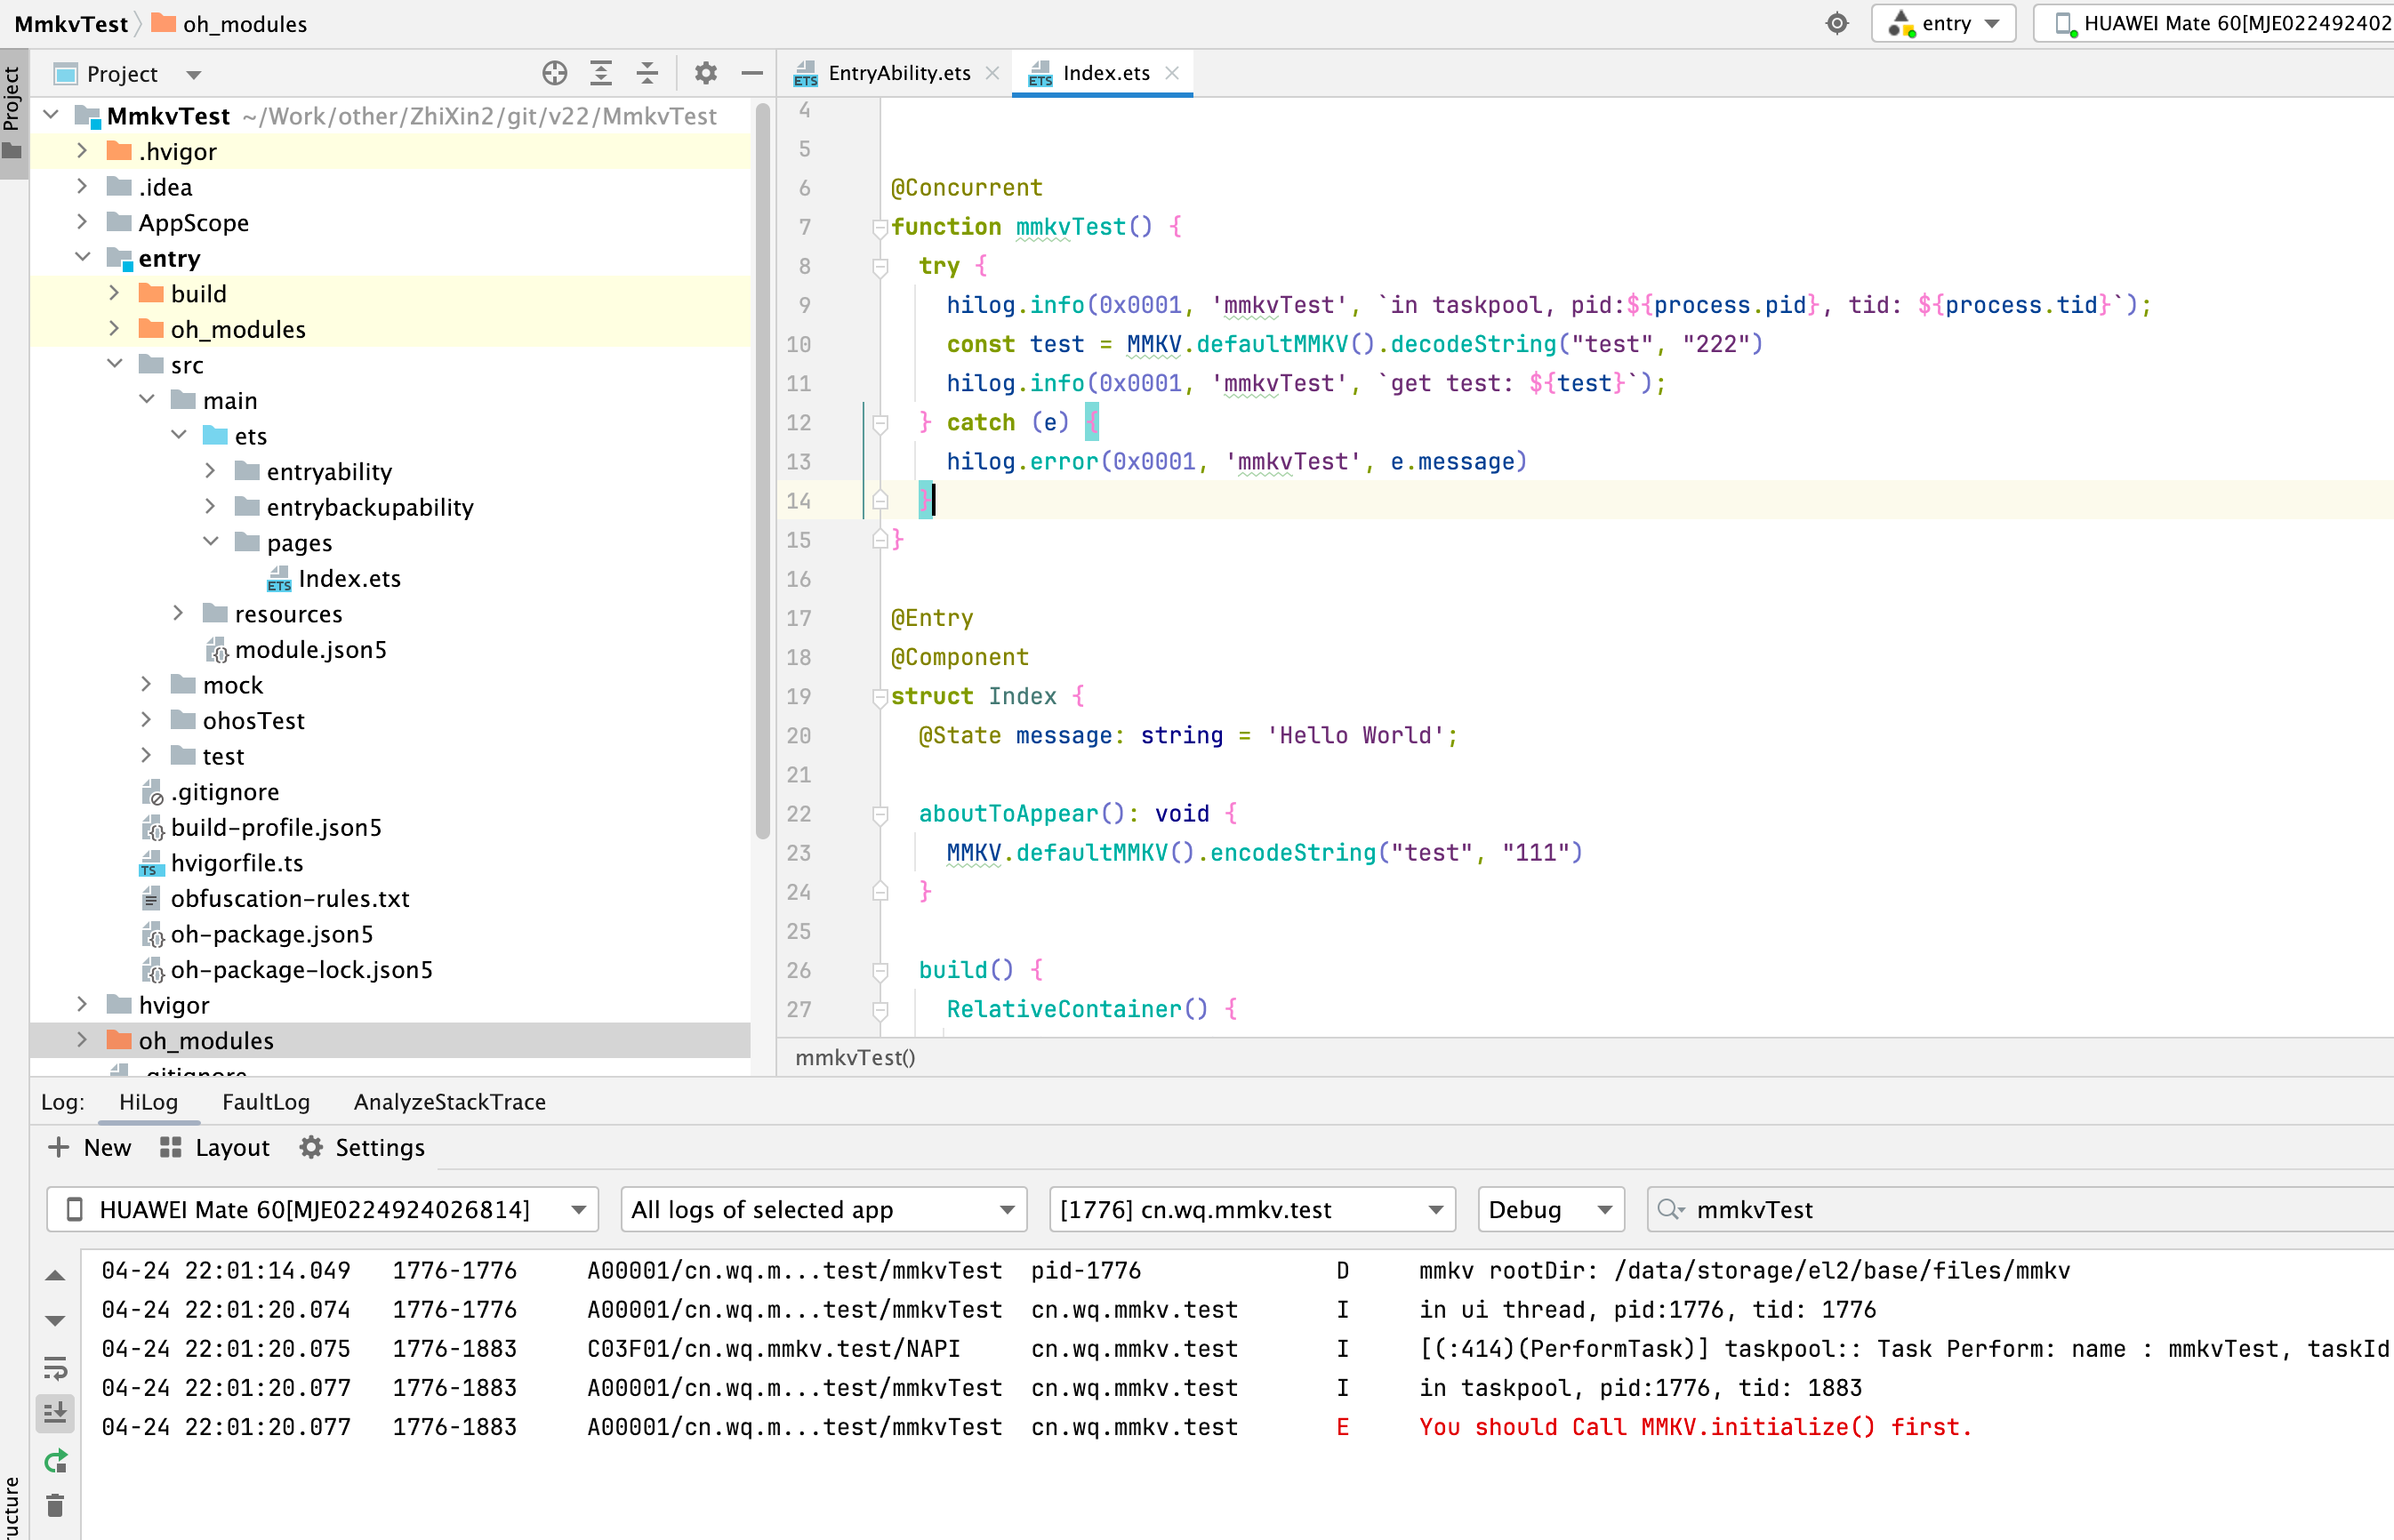 MmkvTest oh_modules
entry
HUAWEI Mate 60[MJE022492402
Project
Project
MmkvTest ~/Work/other/ZhiXin2/git/v22/MmkvTest
.hvigor
.idea
AppScope
entry
build
oh_modules
src
main
ets
entryability
entrybackupability
pages
Index.ets
resources
module.json5
mock
ohosTest
test
.gitignore
build-profile.json5
hvigorfile.ts
obfuscation-rules.txt
oh-package.json5
oh-package-lock.json5
hvigor
oh_modules
.gitignore
EntryAbility.ets
Index.ets
4
5
6 @Concurrent
7 function mmkvTest() {
8 try {
9 hilog.info(0x0001, 'mmkvTest', `in taskpool, pid:${process.pid}, tid: ${process.tid}`);
10 const test = MMKV.defaultMMKV().decodeString("test", "222")
11 hilog.info(0x0001, 'mmkvTest', `get test: ${test}`);
12 } catch (e) {
13 hilog.error(0x0001, 'mmkvTest', e.message)
14 }
15 }
16
17 @Entry
18 @Component
19 struct Index {
20 @State message: string = 'Hello World';
21
22 aboutToAppear(): void {
23 MMKV.defaultMMKV().encodeString("test", "111")
24 }
25
26 build() {
27 RelativeContainer() {
mmkvTest()
Log: HiLog FaultLog AnalyzeStackTrace
New Layout Settings
HUAWEI Mate 60[MJE0224924026814] All logs of selected app [1776] cn.wq.mmkv.test Debug mmkvTest
04-24 22:01:14.049 1776-1776 A00001/cn.wq.m...test/mmkvTest pid-1776 D mmkv rootDir: /data/storage/el2/base/files/mmkv
04-24 22:01:20.074 1776-1776 A00001/cn.wq.m...test/mmkvTest cn.wq.mmkv.test I in ui thread, pid:1776, tid: 1776
04-24 22:01:20.075 1776-1883 C03F01/cn.wq.mmkv.test/NAPI cn.wq.mmkv.test I [(:414)(PerformTask)] taskpool:: Task Perform: name : mmkvTest, taskId
04-24 22:01:20.077 1776-1883 A00001/cn.wq.m...test/mmkvTest cn.wq.mmkv.test I in taskpool, pid:1776, tid: 1883
04-24 22:01:20.077 1776-1883 A00001/cn.wq.m...test/mmkvTest cn.wq.mmkv.test E You should Call MMKV.initialize() first.
ructure